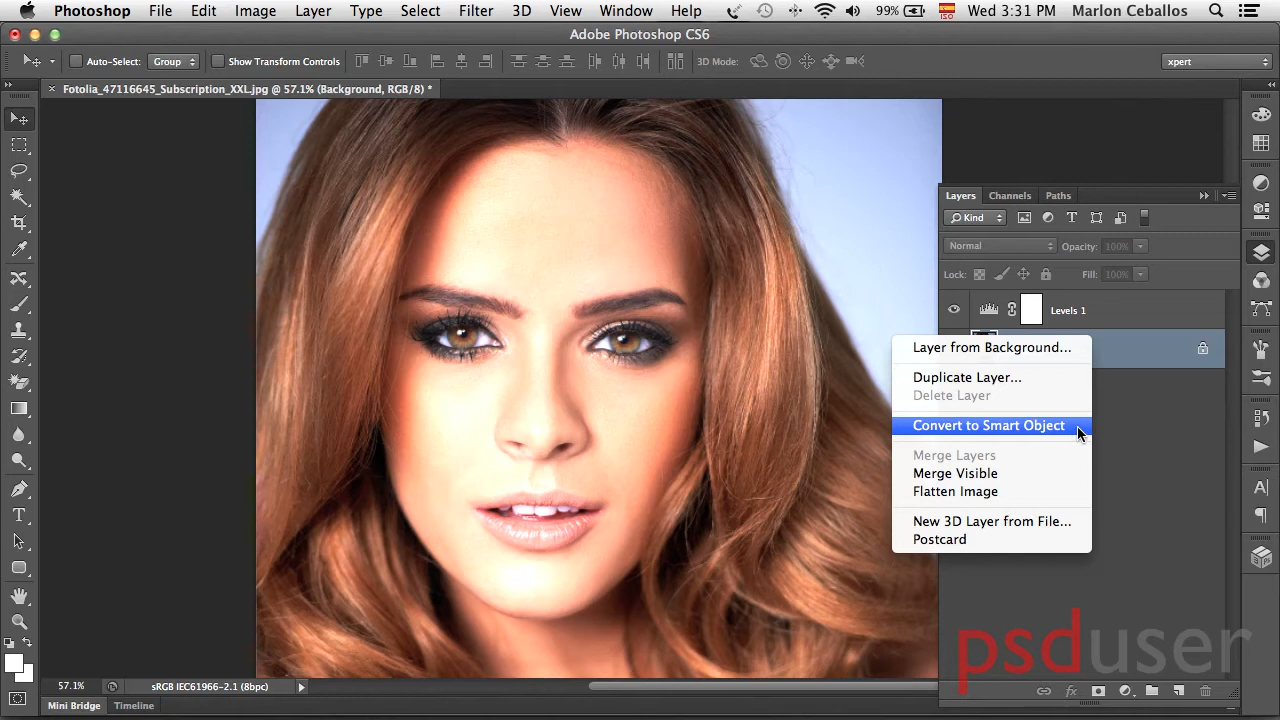 Photoshop File Edit Image Layer Type Select Filter 3D View Window Help 99% ISO Wed 3:31 PM Marlon Ceballos
Adobe Photoshop CS6
Auto-Select: Group Show Transform Controls 3D Mode: xpert
Fotolia_47116645_Subscription_XXL.jpg @ 57.1% (Background, RGB/8) *
Layers Channels Paths
Kind T
Normal Opacity: 100%
Lock: Fill: 100%
Levels 1
Layer from Background...
Duplicate Layer...
Delete Layer
Convert to Smart Object
Merge Layers
Merge Visible
Flatten Image
New 3D Layer from File...
Postcard
T
A
psduser
fx
57.1% sRGB IEC61966-2.1 (8bpc)
Mini Bridge Timeline